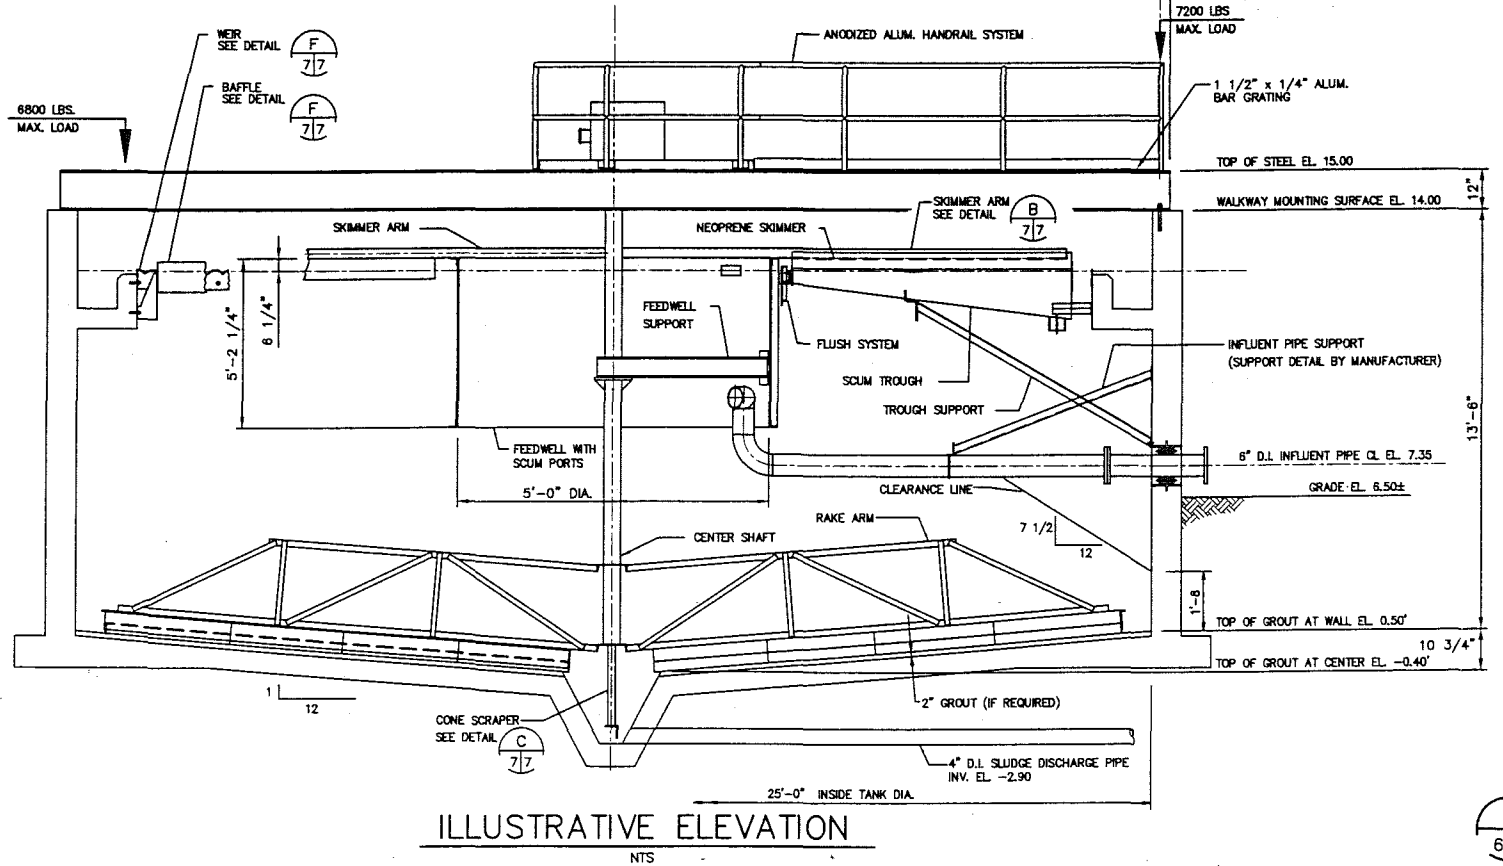 7200 LBS
MAX. LOAD
WEIR
SEE DETAIL
F
7 7
ANODIZED ALUM. HANDRAIL SYSTEM
BAFFLE
SEE DETAIL
F
7 7
1 1/2" x 1/4" ALUM.
BAR GRATING
6800 LBS.
MAX. LOAD
TOP OF STEEL EL. 15.00
12"
WALKWAY MOUNTING SURFACE EL. 14.00
SKIMMER ARM
SEE DETAIL
B
7 7
SKIMMER ARM
NEOPRENE SKIMMER
5'-2 1/4"
6 1/4"
FEEDWELL
SUPPORT
FLUSH SYSTEM
INFLUENT PIPE SUPPORT
(SUPPORT DETAIL BY MANUFACTURER)
SCUM TROUGH
TROUGH SUPPORT
13'-6"
FEEDWELL WITH
SCUM PORTS
6" D.I. INFLUENT PIPE CL EL. 7.35
5'-0" DIA.
CLEARANCE LINE
GRADE EL. 6.50±
RAKE ARM
7 1/2
12
CENTER SHAFT
1'-8
TOP OF GROUT AT WALL EL. 0.50'
10 3/4"
TOP OF GROUT AT CENTER EL. -0.40'
1
12
2" GROUT (IF REQUIRED)
CONE SCRAPER
SEE DETAIL
C
7 7
4" D.I. SLUDGE DISCHARGE PIPE
INV. EL. -2.90
25'-0" INSIDE TANK DIA.
ILLUSTRATIVE ELEVATION
NTS
6